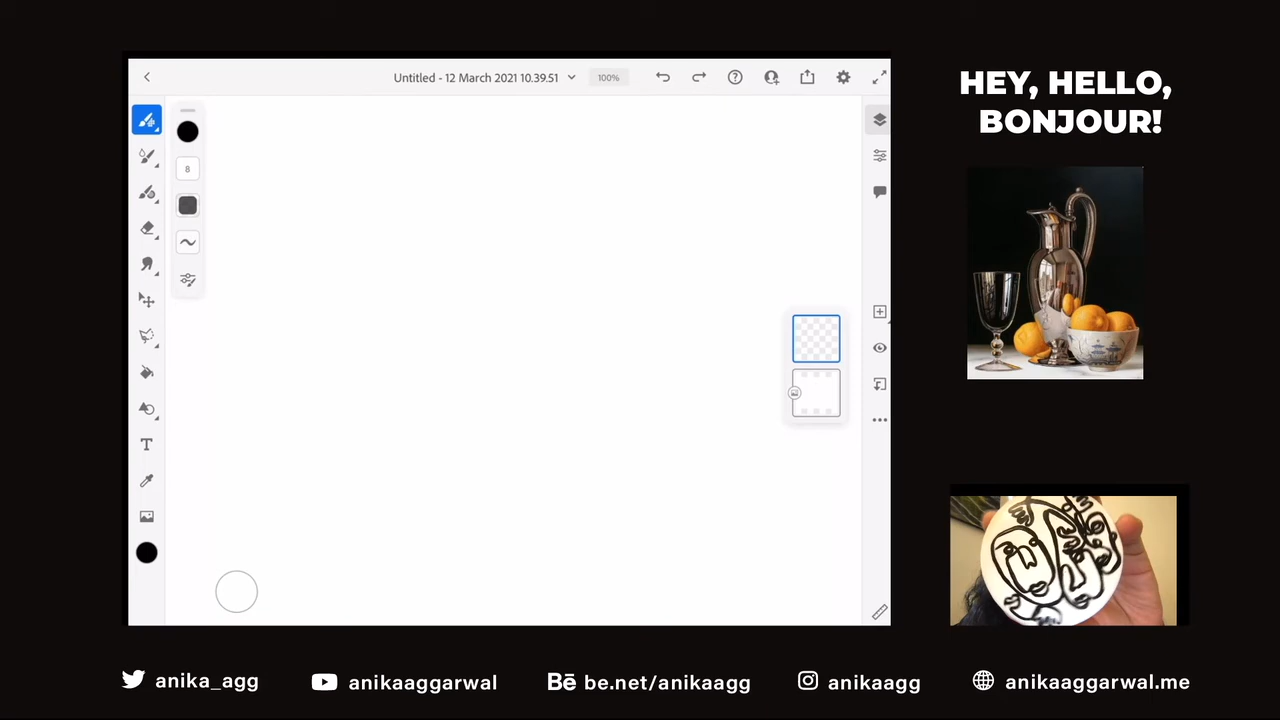 Untitled - 12 March 2021 10.39.51
100%
8
T
HEY, HELLO,
BONJOUR!
anika_agg
anikaaggarwal
Bē be.net/anikaagg
anikaagg
anikaaggarwal.me